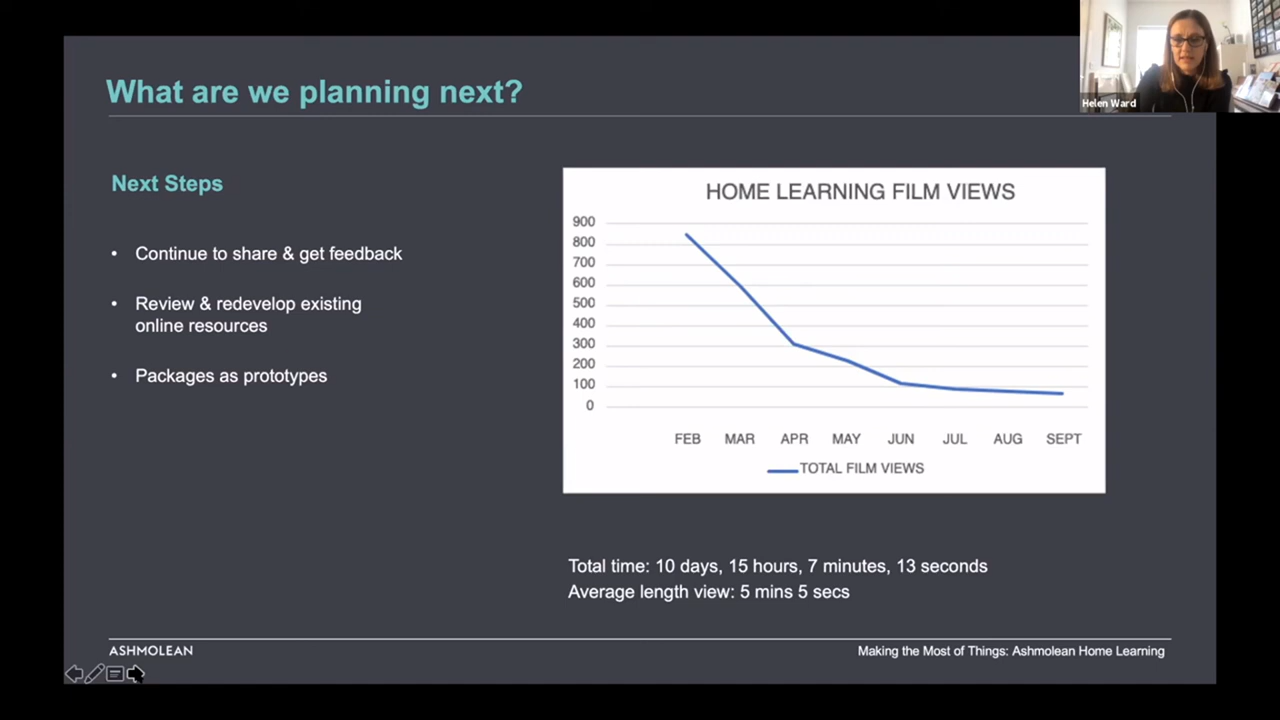 What are we planning next?
Helen Ward
Next Steps
• Continue to share & get feedback
• Review & redevelop existing
online resources
• Packages as prototypes
HOME LEARNING FILM VIEWS
900
800
700
600
500
400
300
200
100
0
FEB MAR APR MAY JUN JUL AUG SEPT
TOTAL FILM VIEWS
Total time: 10 days, 15 hours, 7 minutes, 13 seconds
Average length view: 5 mins 5 secs
ASHMOLEAN
Making the Most of Things: Ashmolean Home Learning